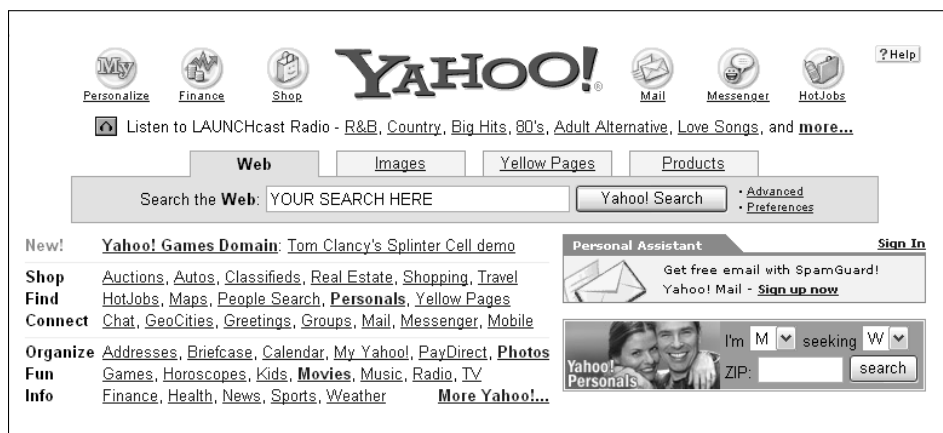 My YAHOO! ® ?Help
Personalize Finance Shop Mail Messenger HotJobs
Listen to LAUNCHcast Radio - R&B, Country, Big Hits, 80's, Adult Alternative, Love Songs, and more...
Web Images Yellow Pages Products
Search the Web: YOUR SEARCH HERE Yahoo! Search
· Advanced
· Preferences
New! Yahoo! Games Domain: Tom Clancy's Splinter Cell demo
Shop Auctions, Autos, Classifieds, Real Estate, Shopping, Travel
Find HotJobs, Maps, People Search, Personals, Yellow Pages
Connect Chat, GeoCities, Greetings, Groups, Mail, Messenger, Mobile
Organize Addresses, Briefcase, Calendar, My Yahoo!, PayDirect, Photos
Fun Games, Horoscopes, Kids, Movies, Music, Radio, TV
Info Finance, Health, News, Sports, Weather More Yahoo!...
Personal Assistant Sign In
Get free email with SpamGuard!
Yahoo! Mail - Sign up now
Yahoo!
Personals
I'm M seeking W
ZIP: search